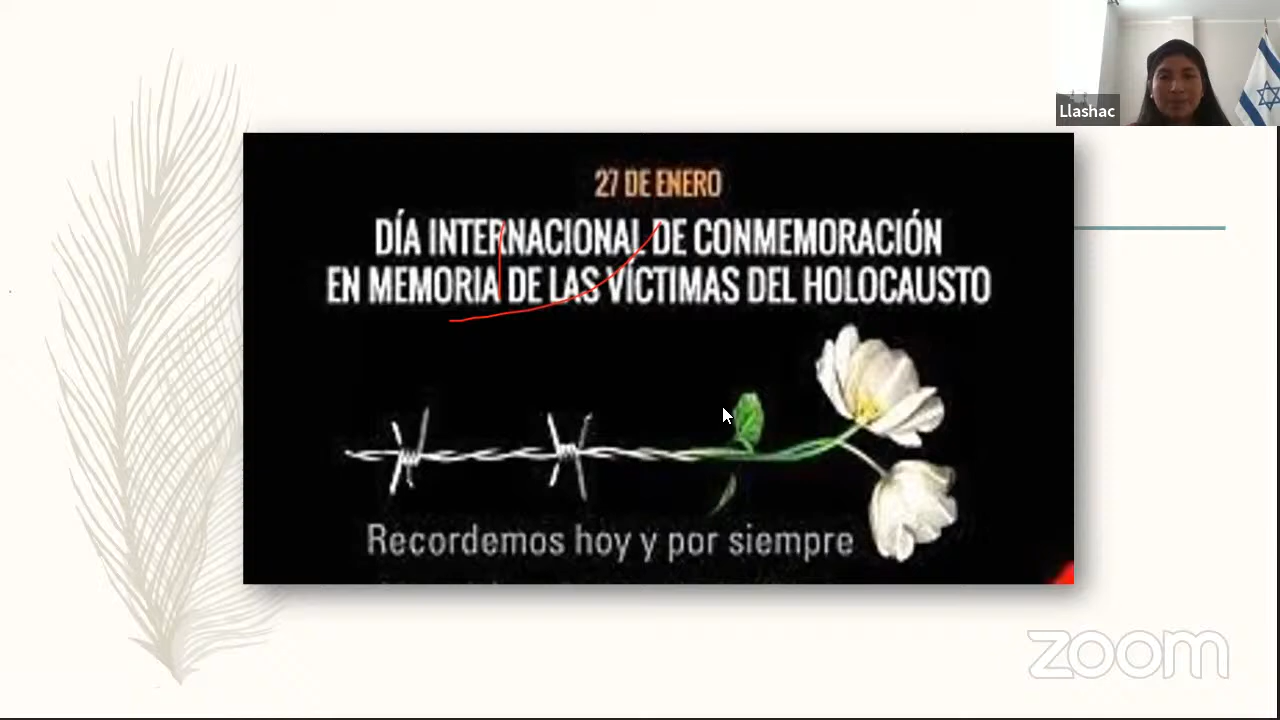 Llashac
27 DE ENERO
DÍA INTERNACIONAL DE CONMEMORACIÓN
EN MEMORIA DE LAS VÍCTIMAS DEL HOLOCAUSTO
Recordemos hoy y por siempre
zoom